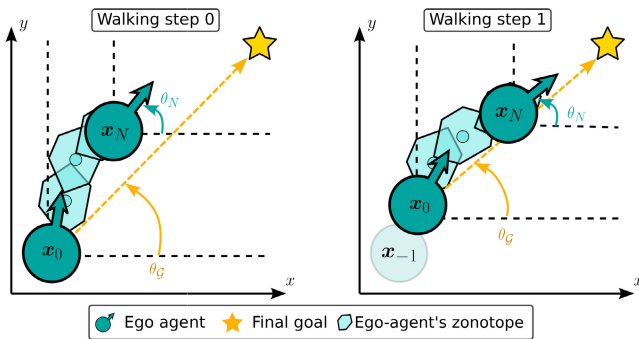 Walking step 0
Walking step 1
y
θ_N
x_N
x_0
θ_𝒢
x
y
x_N
θ_N
x_0
θ_𝒢
x_{-1}
x
Ego agent
Final goal
Ego-agent's zonotope